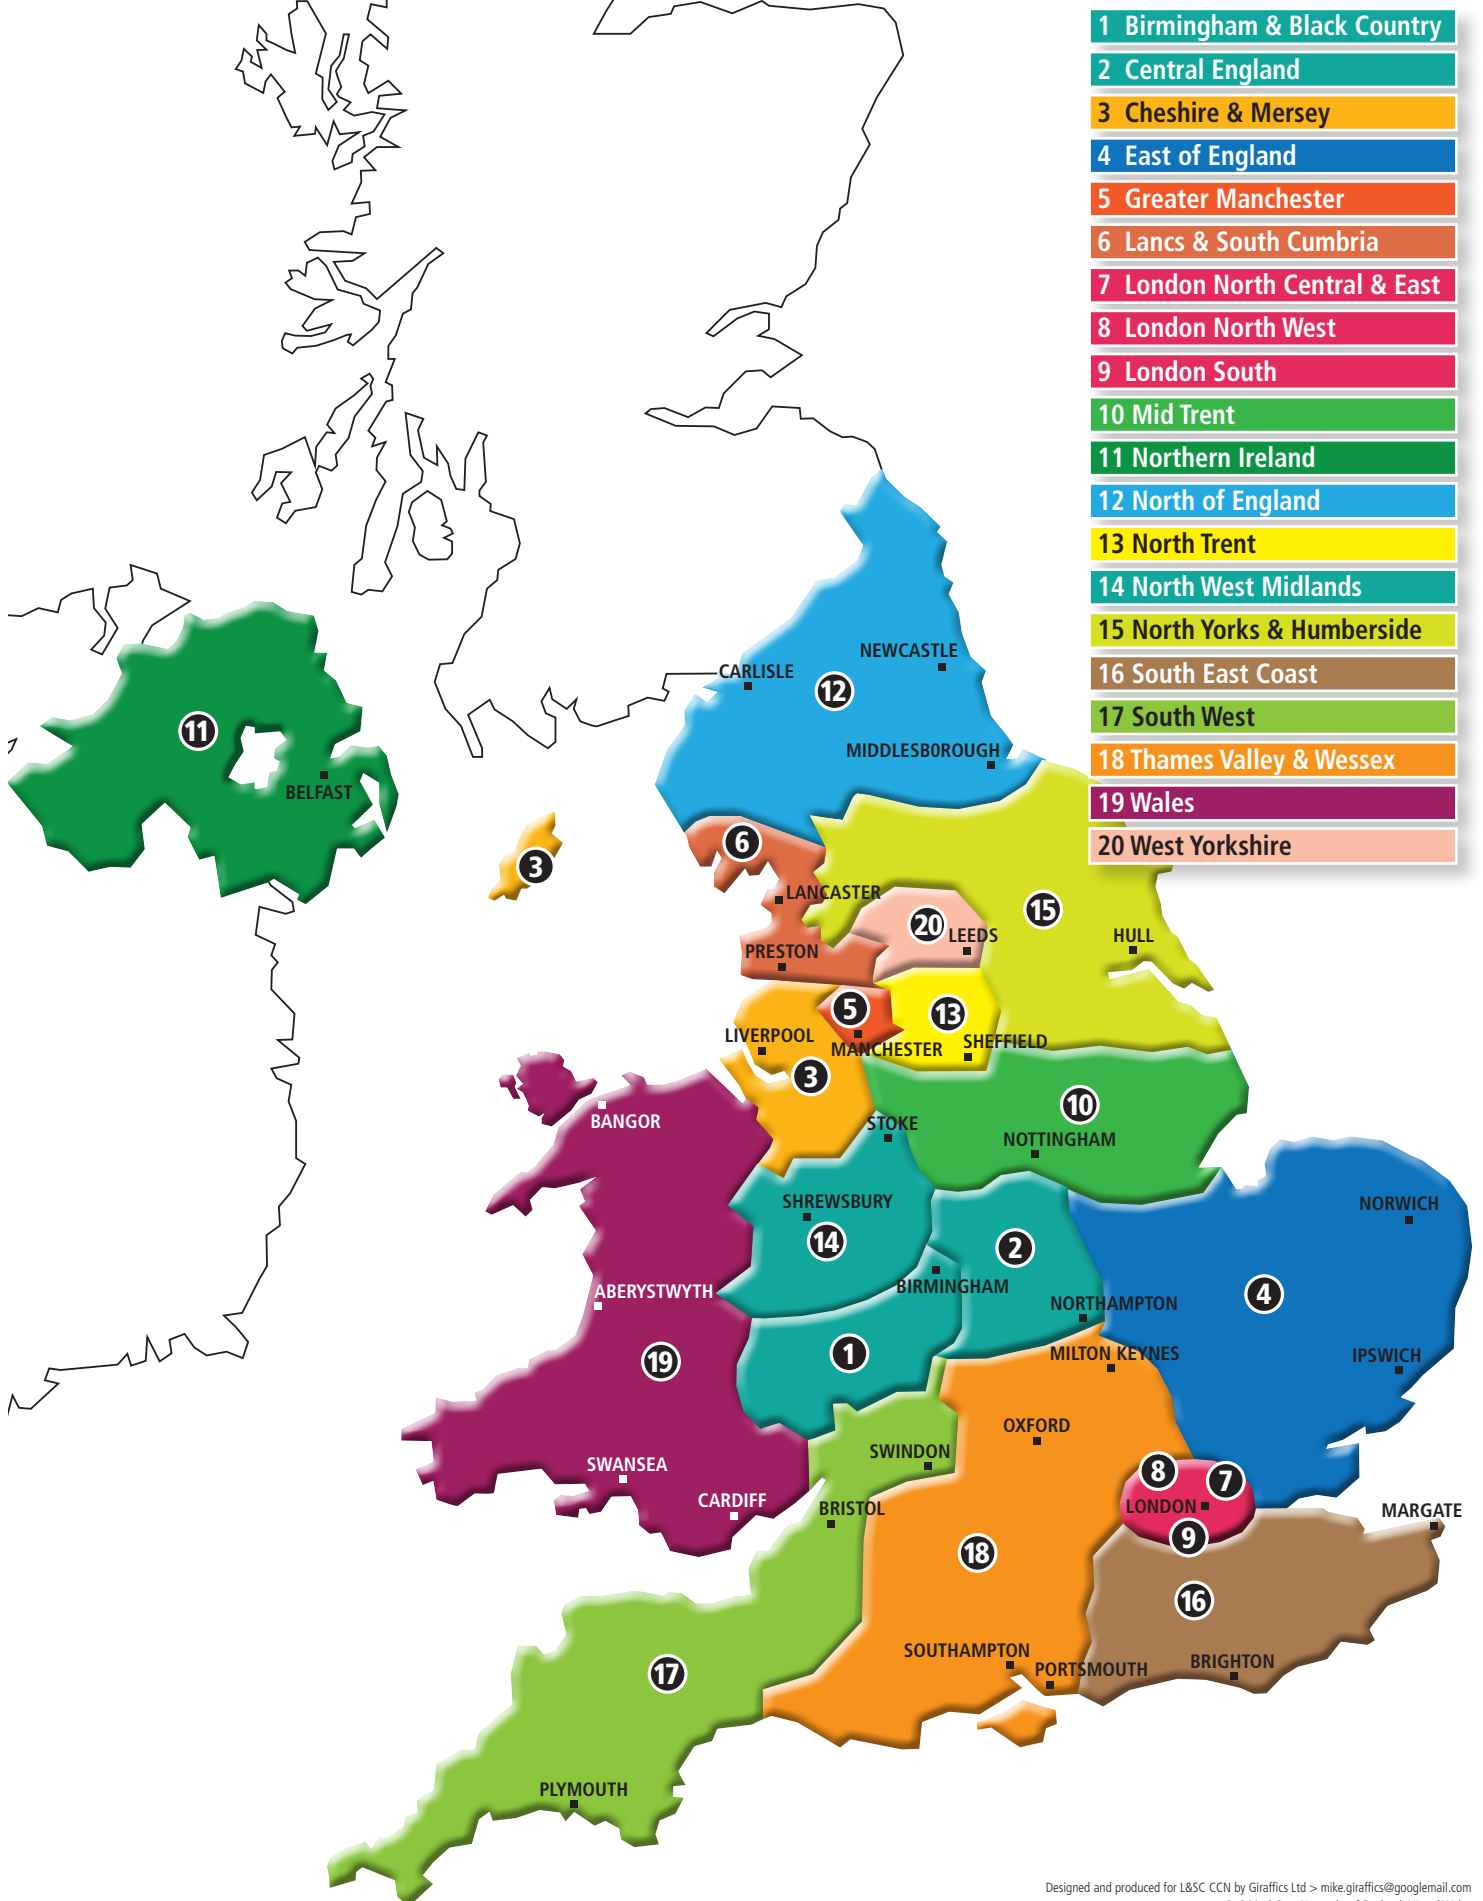 1 Birmingham & Black Country
2 Central England
3 Cheshire & Mersey
4 East of England
5 Greater Manchester
6 Lancs & South Cumbria
7 London North Central & East
8 London North West
9 London South
10 Mid Trent
11 Northern Ireland
12 North of England
13 North Trent
14 North West Midlands
15 North Yorks & Humberside
16 South East Coast
17 South West
18 Thames Valley & Wessex
19 Wales
20 West Yorkshire
NEWCASTLE
CARLISLE
12
11
MIDDLESB0ROUGH
BELFAST
6
3
LANCASTER
20
15
LEEDS
HULL
PRESTON
5
13
LIVERPOOL
MANCHESTER
SHEFFIELD
3
10
BANGOR
STOKE
NOTTINGHAM
SHREWSBURY
NORWICH
14
2
BIRMINGHAM
ABERYSTWYTH
4
NORTHAMPTON
1
19
MILTON KEYNES
IPSWICH
OXFORD
SWINDON
SWANSEA
8
7
CARDIFF
BRISTOL
LONDON
MARGATE
9
18
16
SOUTHAMPTON
PORTSMOUTH
BRIGHTON
17
PLYMOUTH
Designed and produced for L&SC CCN by Giraffics Ltd > mike.giraffics@googlemail.com